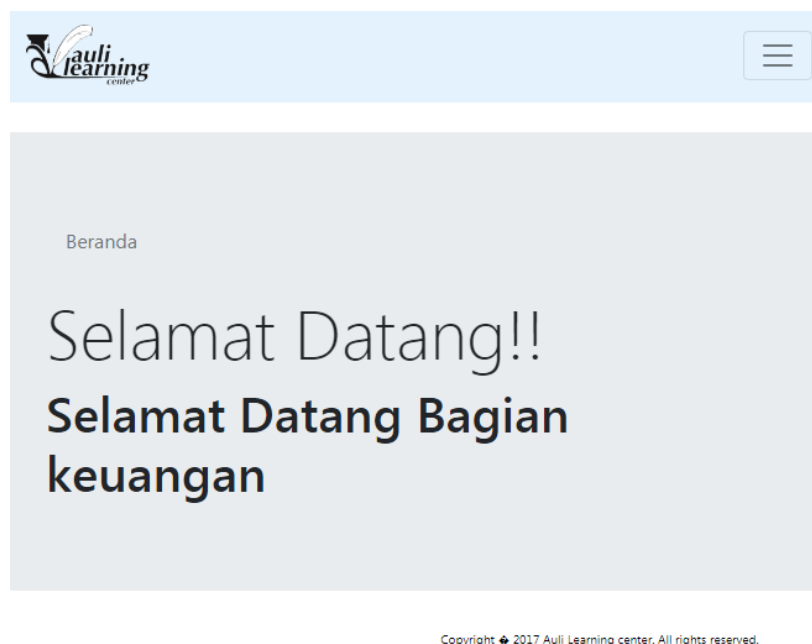 auli
learning
center
Beranda
Selamat Datang!!
Selamat Datang Bagian
keuangan
Copyright � 2017 Auli Learning center. All rights reserved.